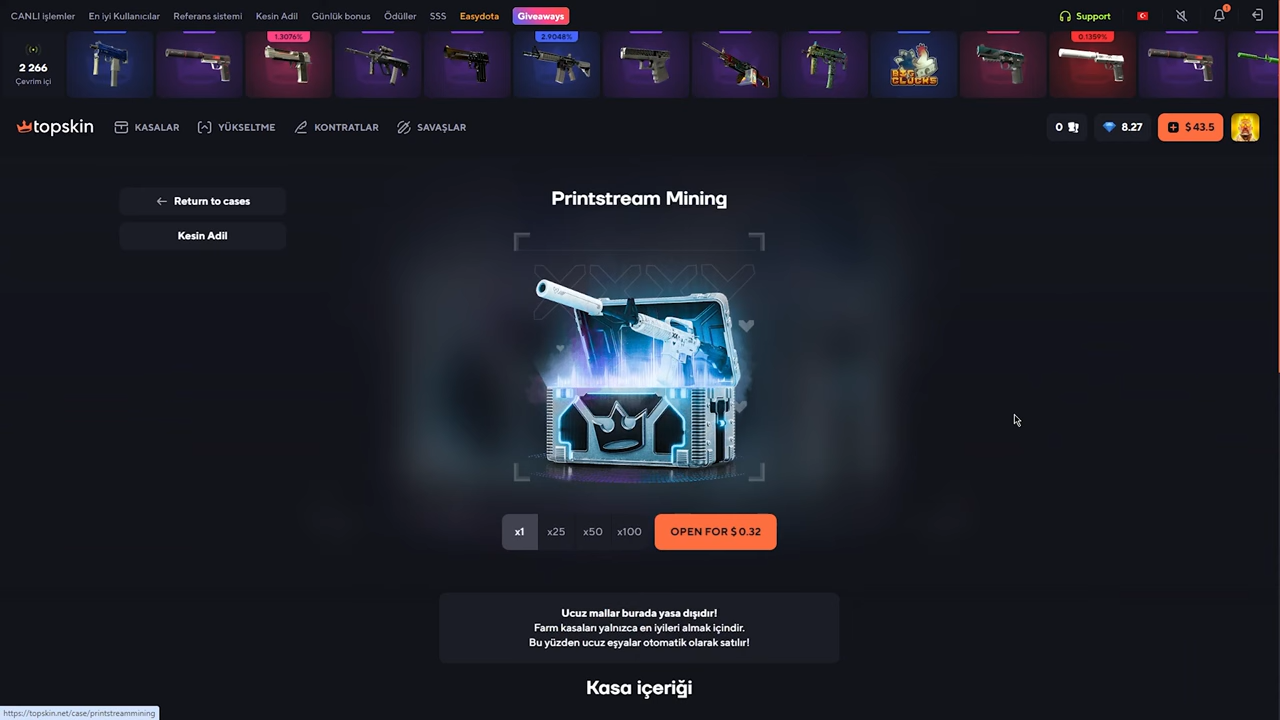 CANLI işlemler En iyi Kullanıcılar Referans sistemi Kesin Adil Günlük bonus Ödüller SSS Easydota Giveaways Support
1.3076% 2.9048% 0.1359%
2 266
Çevrim içi
BIG CLUCKS
topskin KASALAR YÜKSELTME KONTRATLAR SAVAŞLAR 0 8.27 $ 43.5
Return to cases
Kesin Adil
Printstream Mining
x1 x25 x50 x100 OPEN FOR $ 0.32
Ucuz mallar burada yasa dışıdır!
Farm kasaları yalnızca en iyileri almak içindir.
Bu yüzden ucuz eşyalar otomatik olarak satılır!
Kasa içeriği
https://topskin.net/case/printstreammining